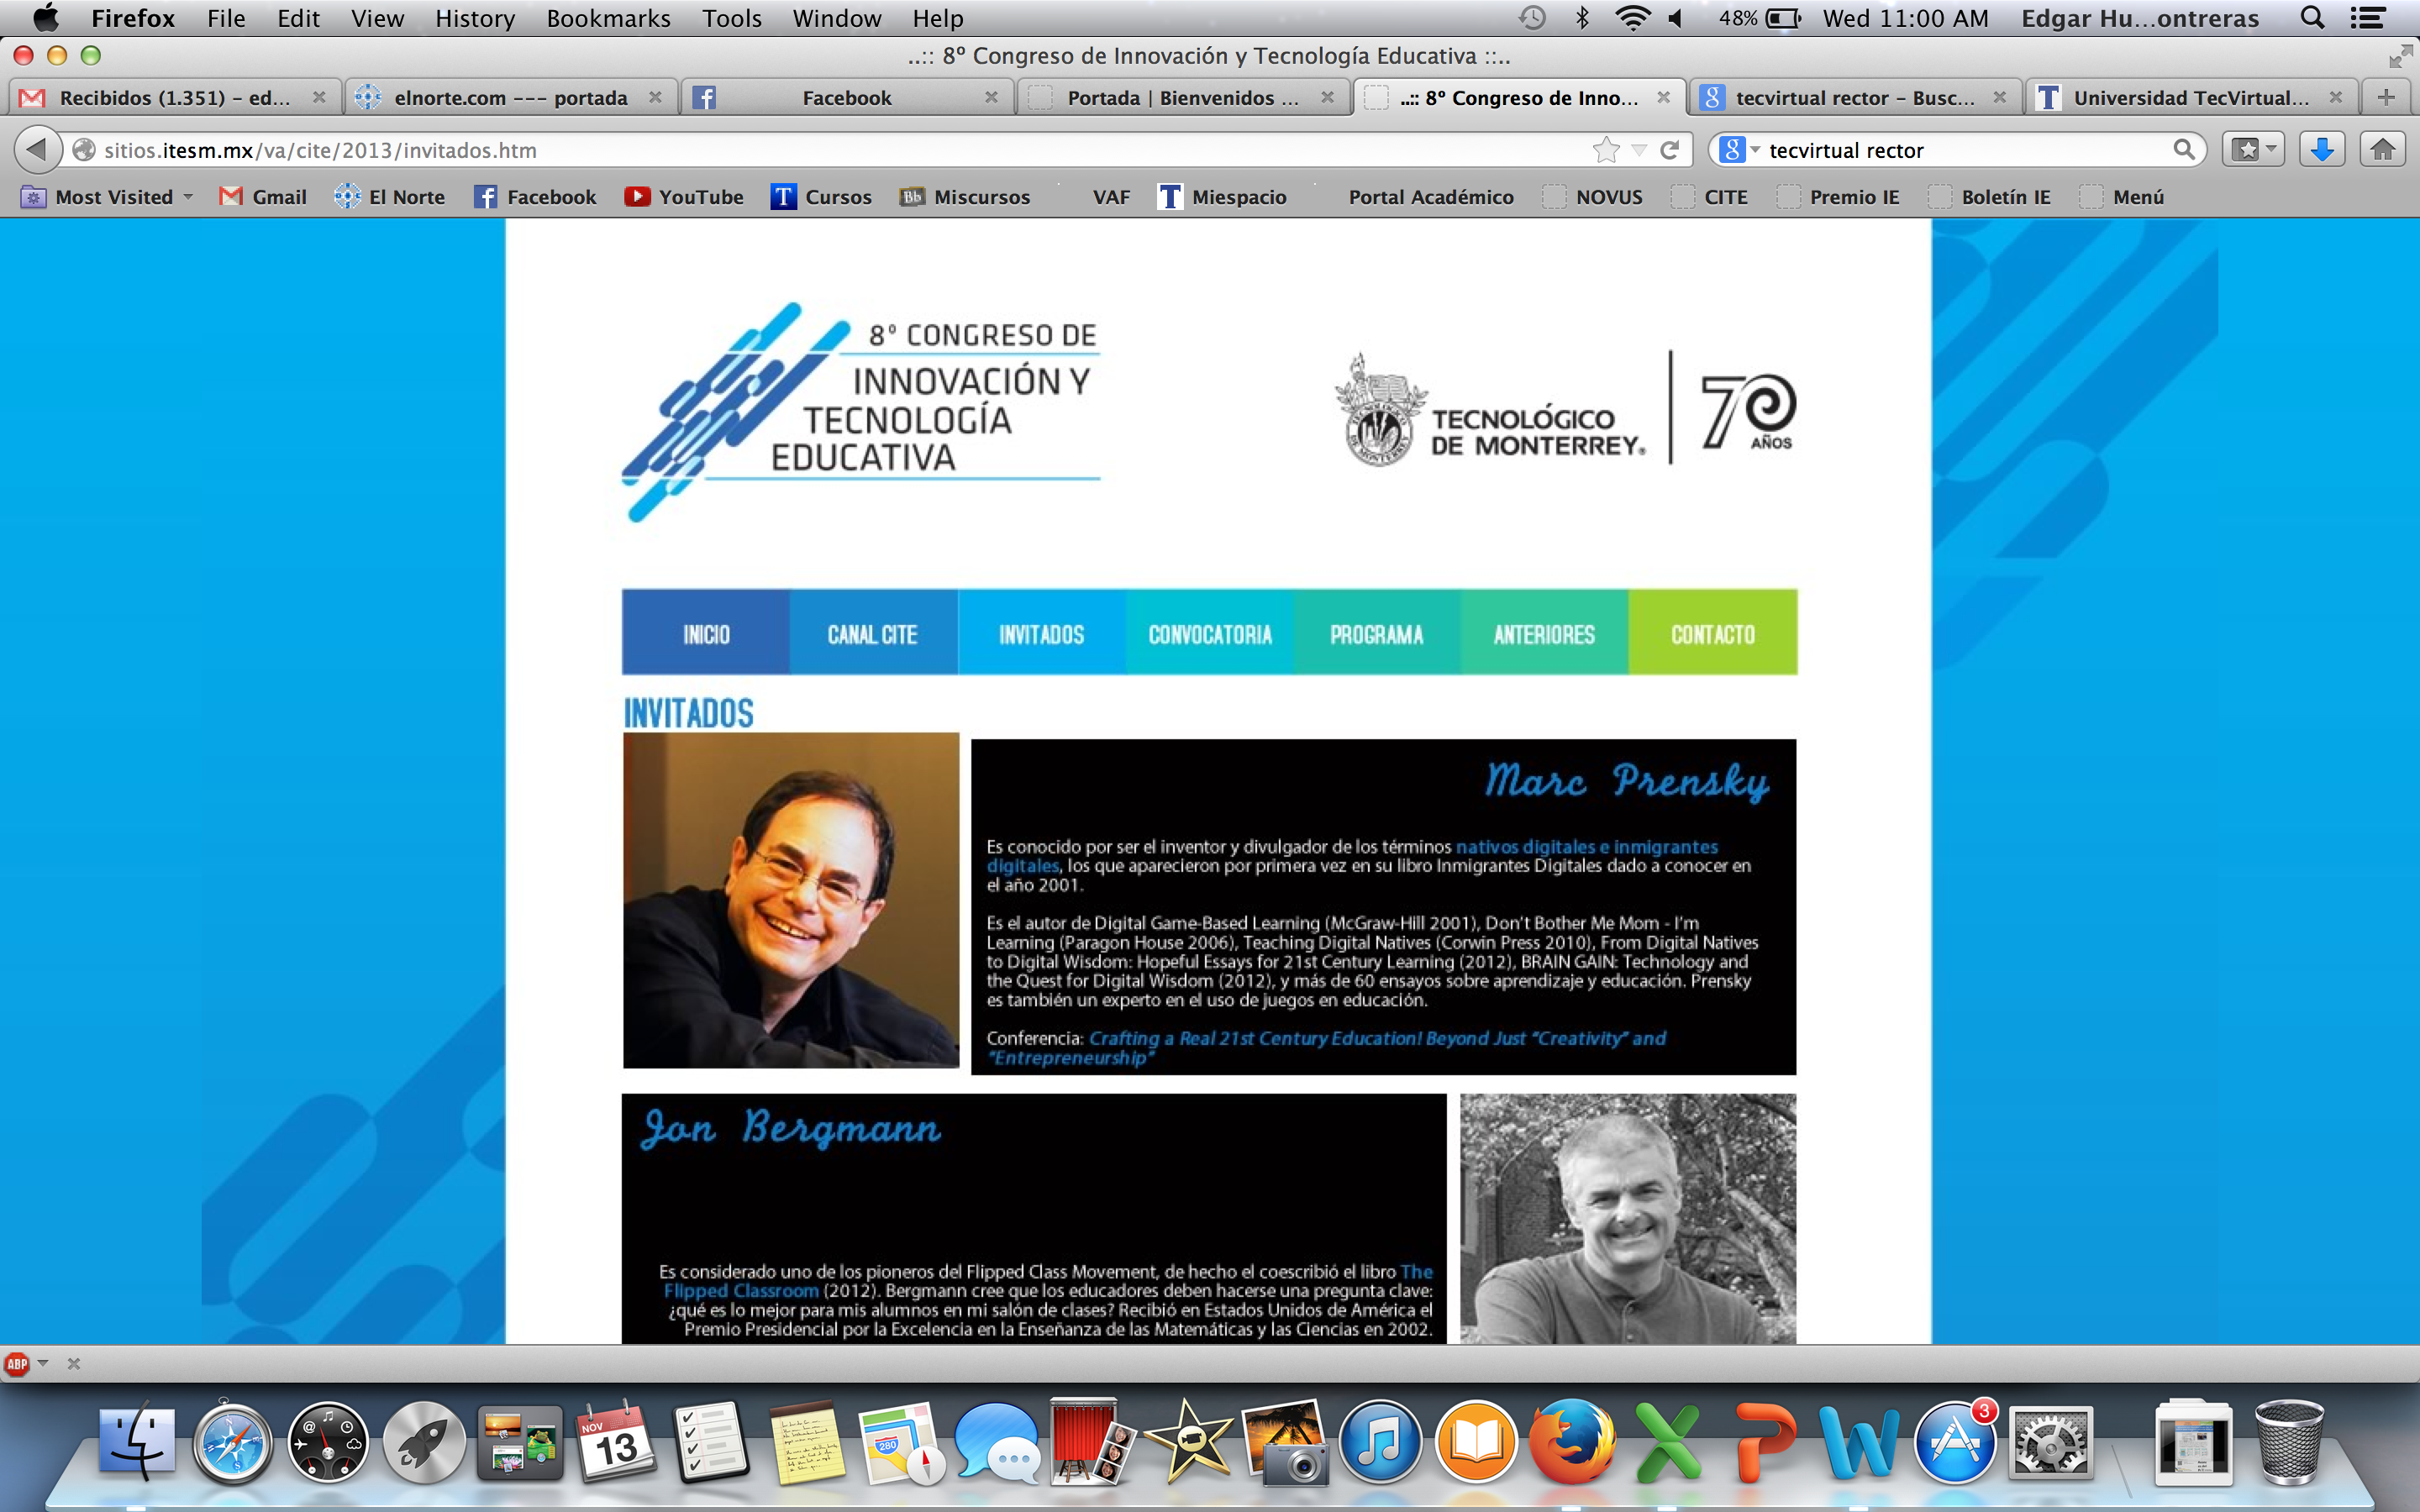 Firefox File Edit View History Bookmarks Tools Window Help 48% Wed 11:00 AM Edgar Hu...ontreras
..:: 8º Congreso de Innovación y Tecnología Educativa ::..
Recibidos (1.351) – ed... elnorte.com --- portada Facebook Portada | Bienvenidos ... ..:: 8º Congreso de Inno... tecvirtual rector – Busc... Universidad TecVirtual...
sitios.itesm.mx/va/cite/2013/invitados.htm tecvirtual rector
Most Visited Gmail El Norte Facebook YouTube Cursos Bb Miscursos VAF Miespacio Portal Académico NOVUS CITE Premio IE Boletín IE Menú
8º CONGRESO DE
INNOVACIÓN Y
TECNOLOGÍA
EDUCATIVA
TECNOLÓGICO
DE MONTERREY®
70
AÑOS
INICIO CANAL CITE INVITADOS CONVOCATORIA PROGRAMA ANTERIORES CONTACTO
INVITADOS
Marc Prensky
Es conocido por ser el inventor y divulgador de los términos nativos digitales e inmigrantes
digitales, los que aparecieron por primera vez en su libro Inmigrantes Digitales dado a conocer en
el año 2001.
Es el autor de Digital Game-Based Learning (McGraw-Hill 2001), Don't Bother Me Mom - I'm
Learning (Paragon House 2006), Teaching Digital Natives (Corwin Press 2010), From Digital Natives
to Digital Wisdom: Hopeful Essays for 21st Century Learning (2012), BRAIN GAIN: Technology and
the Quest for Digital Wisdom (2012), y más de 60 ensayos sobre aprendizaje y educación. Prensky
es también un experto en el uso de juegos en educación.
Conferencia: Crafting a Real 21st Century Education! Beyond Just "Creativity" and
"Entrepreneurship"
Jon Bergmann
Es considerado uno de los pioneros del Flipped Class Movement, de hecho el coescribió el libro The
Flipped Classroom (2012). Bergmann cree que los educadores deben hacerse una pregunta clave:
¿qué es lo mejor para mis alumnos en mi salón de clases? Recibió en Estados Unidos de América el
Premio Presidencial por la Excelencia en la Enseñanza de las Matemáticas y las Ciencias en 2002.
ABP
NOV
13
280
3